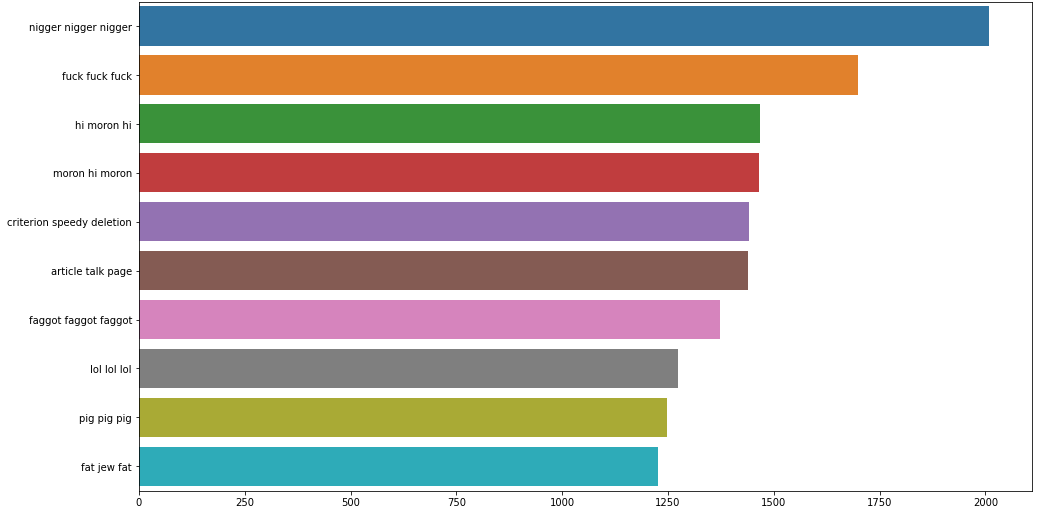 nigger nigger nigger
fuck fuck fuck
hi moron hi
moron hi moron
criterion speedy deletion
article talk page
faggot faggot faggot
lol lol lol
pig pig pig
fat jew fat
0 250 500 750 1000 1250 1500 1750 2000